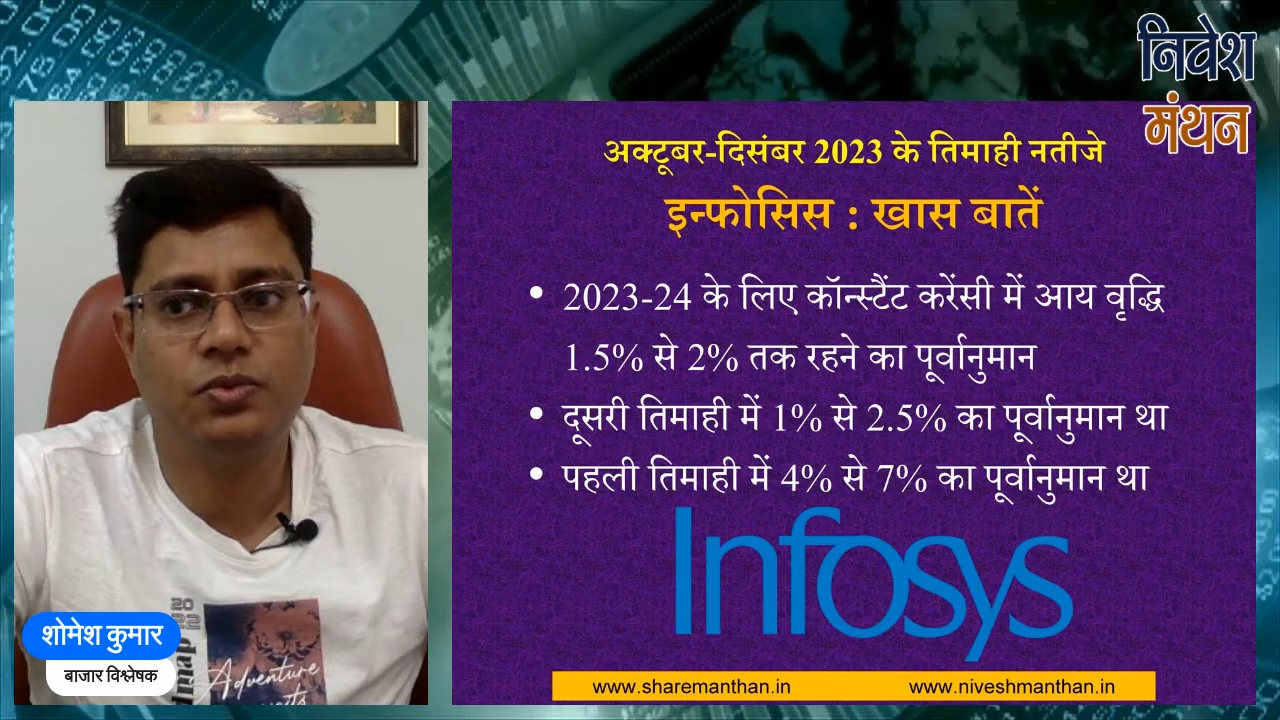 निवेश
मंथन
अक्टूबर-दिसंबर 2023 के तिमाही नतीजे
इन्फोसिस : खास बातें
• 2023-24 के लिए कॉन्स्टैंट करेंसी में आय वृद्धि
1.5% से 2% तक रहने का पूर्वानुमान
• दूसरी तिमाही में 1% से 2.5% का पूर्वानुमान था
• पहली तिमाही में 4% से 7% का पूर्वानुमान था
Infosys
www.sharemanthan.in www.niveshmanthan.in
शोमेश कुमार
बाजार विश्लेषक
Adventure